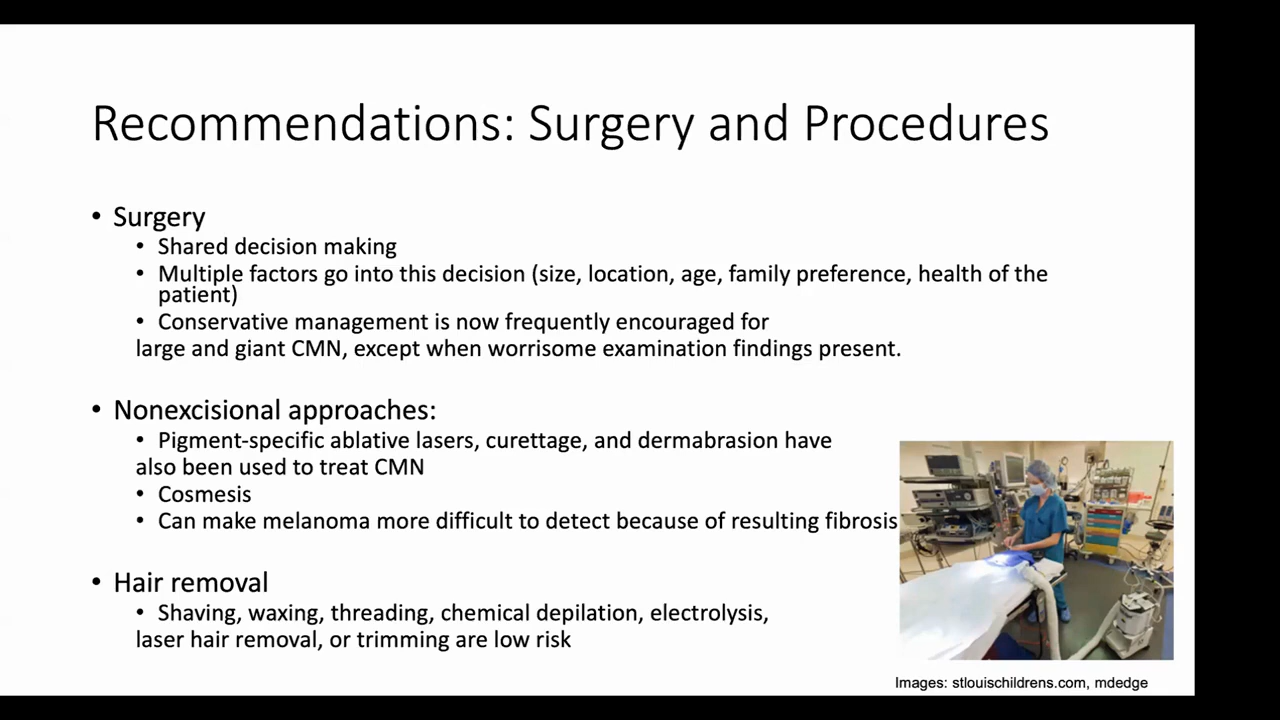 Recommendations: Surgery and Procedures
• Surgery
• Shared decision making
• Multiple factors go into this decision (size, location, age, family preference, health of the
patient)
• Conservative management is now frequently encouraged for
large and giant CMN, except when worrisome examination findings present.
• Nonexcisional approaches:
• Pigment-specific ablative lasers, curettage, and dermabrasion have
also been used to treat CMN
• Cosmesis
• Can make melanoma more difficult to detect because of resulting fibrosis
• Hair removal
• Shaving, waxing, threading, chemical depilation, electrolysis,
laser hair removal, or trimming are low risk
Images: stlouischildrens.com, mdedge